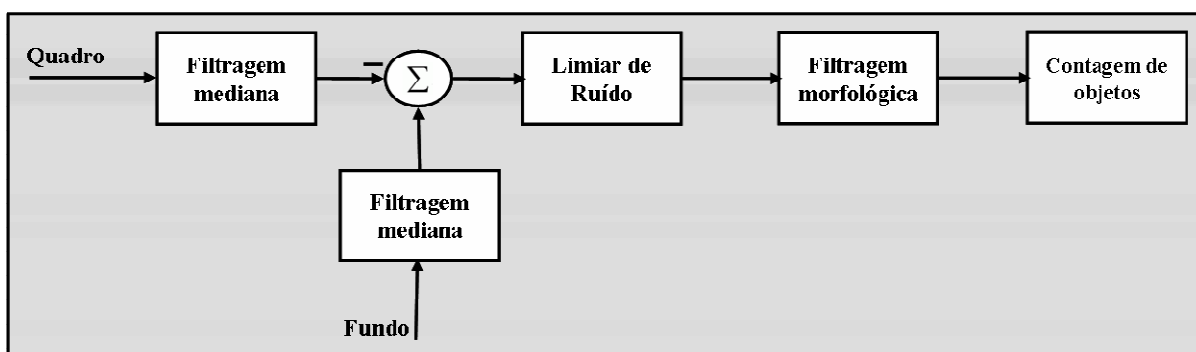 Quadro
Filtragem
mediana
−
Σ
Limiar de
Ruído
Filtragem
morfológica
Contagem de
objetos
Filtragem
mediana
Fundo